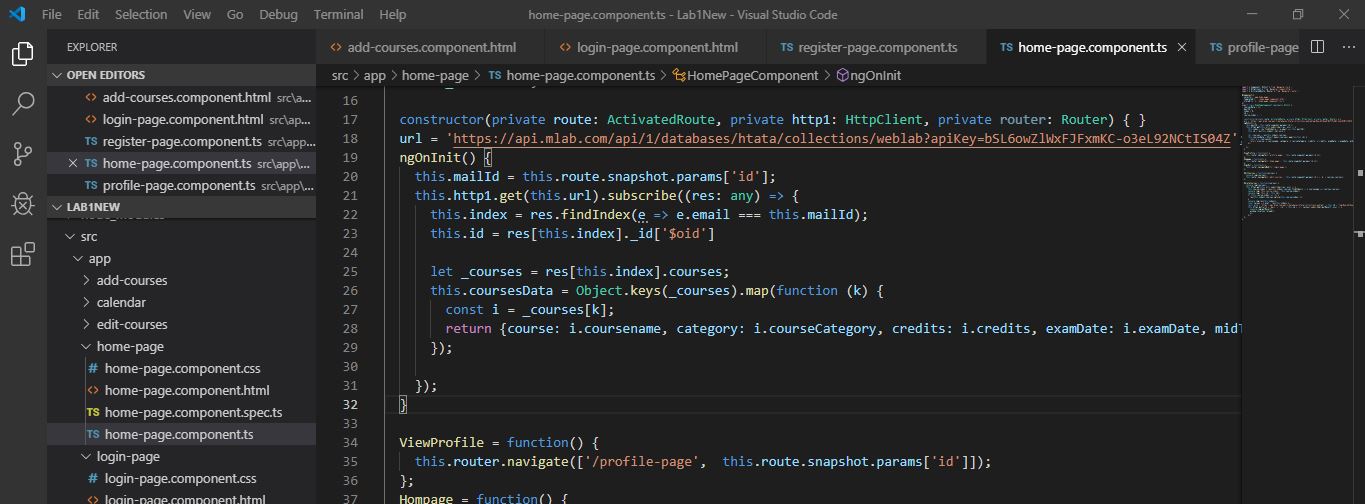 File Edit Selection View Go Debug Terminal Help home-page.component.ts - Lab1New - Visual Studio Code
EXPLORER
OPEN EDITORS
add-courses.component.html src\a...
login-page.component.html src\a...
TS register-page.component.ts src\app...
TS home-page.component.ts src\app\...
TS profile-page.component.ts src\app\...
LAB1NEW
src
app
add-courses
calendar
edit-courses
home-page
# home-page.component.css
home-page.component.html
TS home-page.component.spec.ts
TS home-page.component.ts
login-page
# login-page.component.css
login-page.component.html
add-courses.component.html login-page.component.html TS register-page.component.ts TS home-page.component.ts TS profile-page
src > app > home-page > TS home-page.component.ts > HomePageComponent > ngOnInit
16
17 constructor(private route: ActivatedRoute, private http1: HttpClient, private router: Router) { }
18 url = 'https://api.mlab.com/api/1/databases/htata/collections/weblab?apiKey=bSL6owZlWxFJFxmKC-o3eL92NCtIS04Z'
19 ngOnInit() {
20 this.mailId = this.route.snapshot.params['id'];
21 this.http1.get(this.url).subscribe((res: any) => {
22 this.index = res.findIndex(e => e.email === this.mailId);
23 this.id = res[this.index]._id['$oid']
24
25 let _courses = res[this.index].courses;
26 this.coursesData = Object.keys(_courses).map(function (k) {
27 const i = _courses[k];
28 return {course: i.coursename, category: i.courseCategory, credits: i.credits, examDate: i.examDate, midT
29 });
30
31 });
32 }
33
34 ViewProfile = function() {
35 this.router.navigate(['/profile-page', this.route.snapshot.params['id']]);
36 };
37 Hompage = function() {